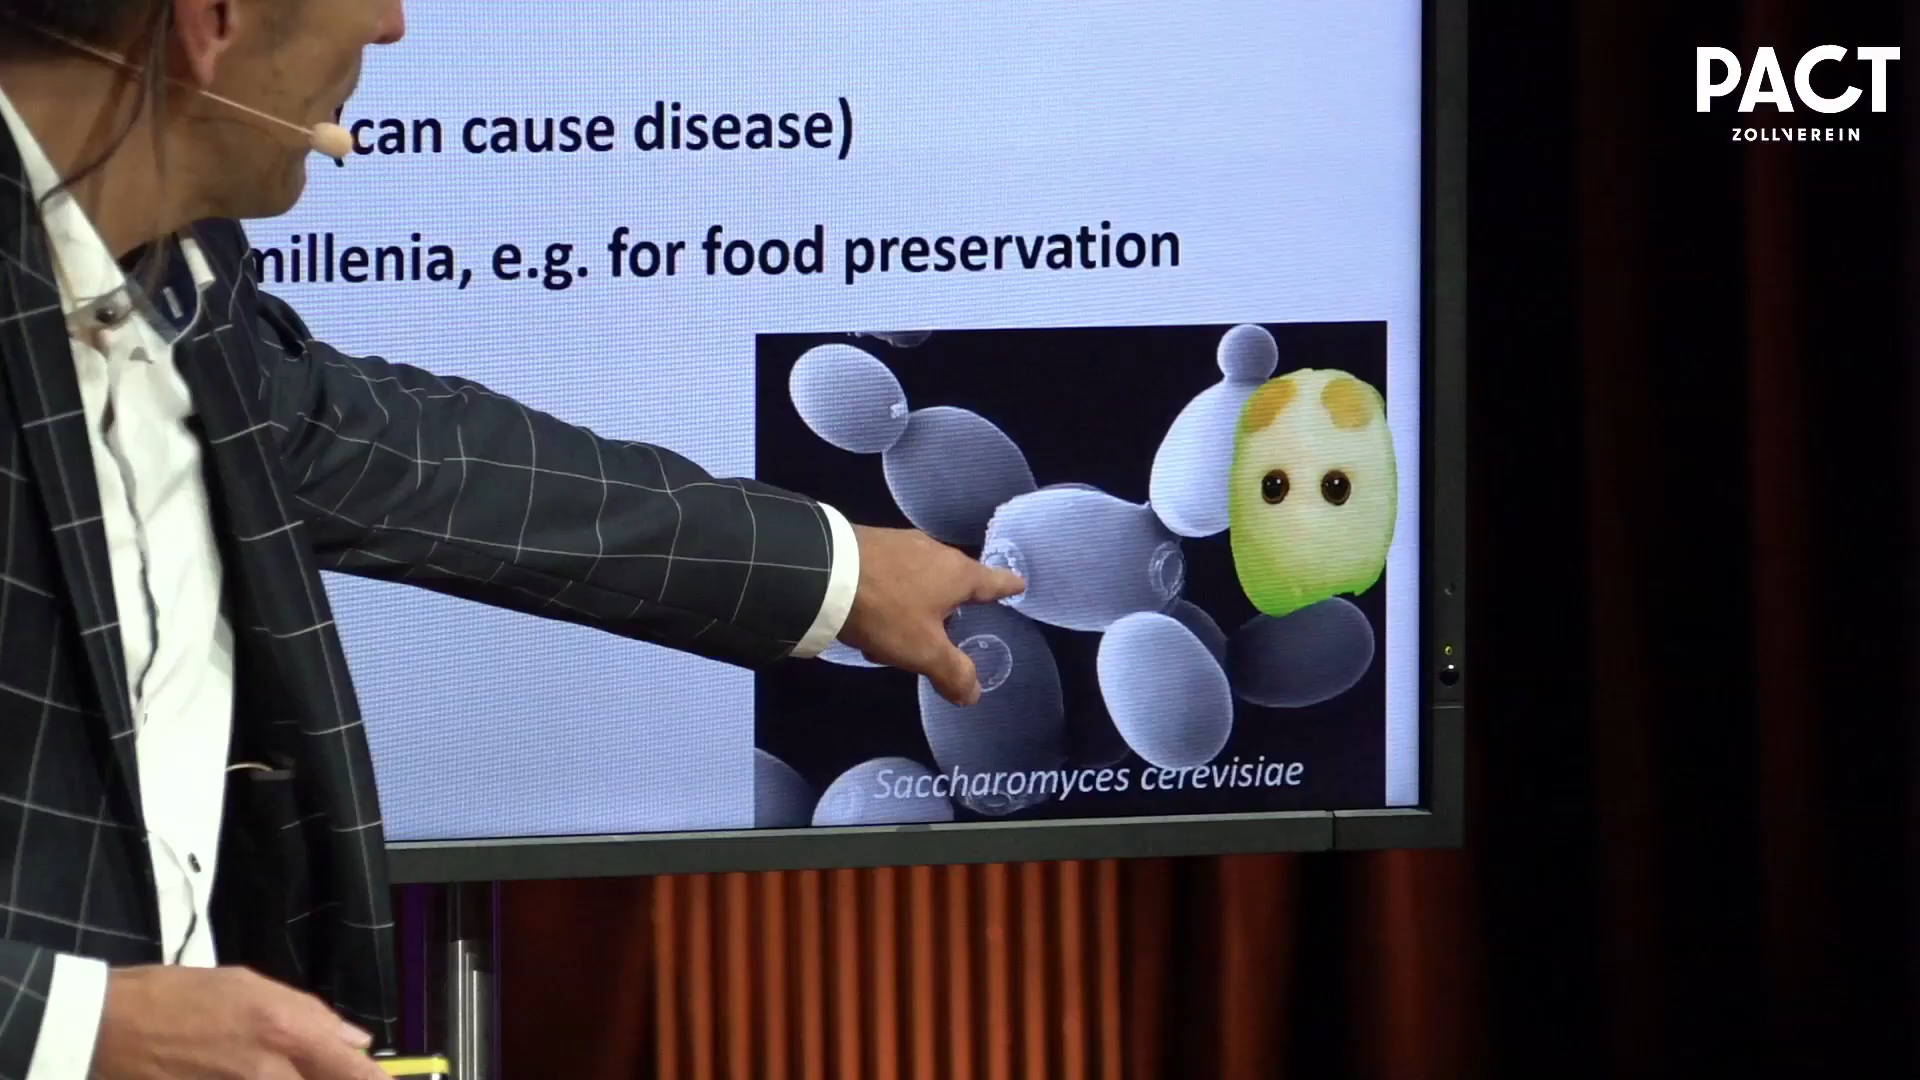 PACT
ZOLLVEREIN
(can cause disease)
millenia, e.g. for food preservation
Saccharomyces cerevisiae